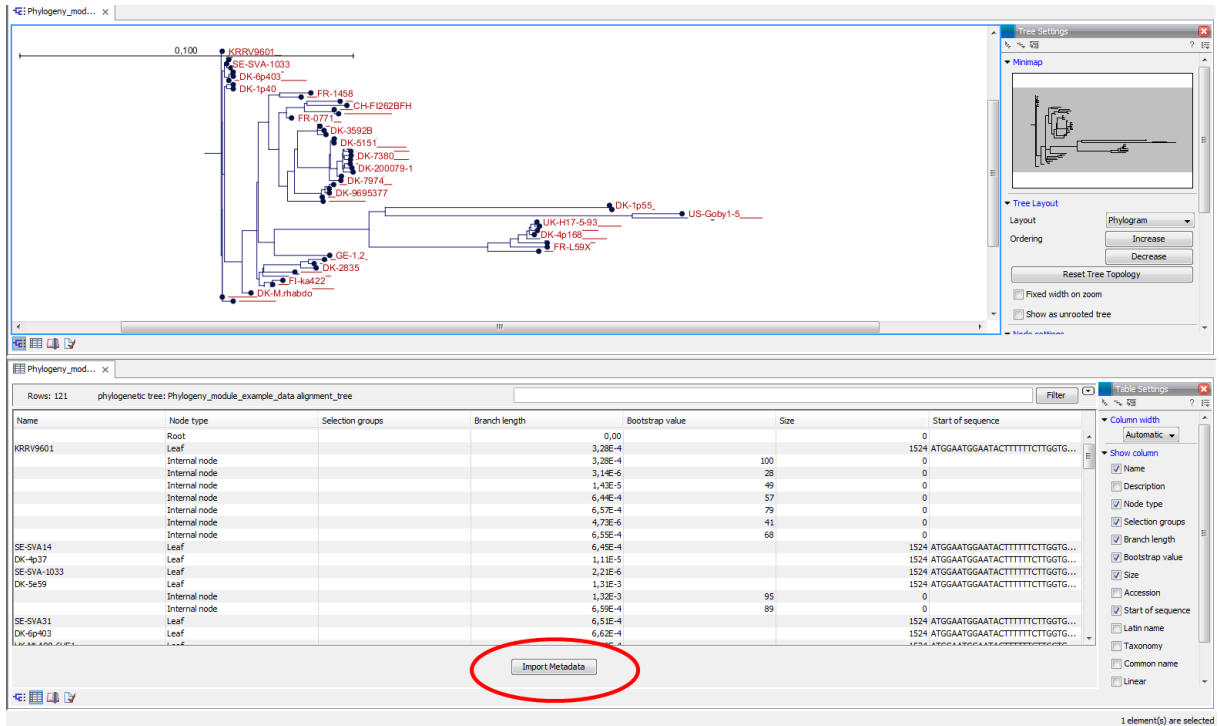 Phylogeny_mod...
0,100
KRRV9601
SE-SVA-1033
DK-6p403
DK-1p40
FR-1458
CH-FI262BFH
FR-0771
DK-3592B
DK-5151
DK-7380
DK-200079-1
DK-7974
DK-9695377
DK-1p55
US-Goby1-5
UK-H17-5-93
DK-4p168
FR-L59X
GE-1.2
DK-2835
FI-ka422
DK-M.rhabdo
Tree Settings
Minimap
Tree Layout
Layout Phylogram
Ordering Increase
Decrease
Reset Tree Topology
Fixed width on zoom
Show as unrooted tree
Node settings
Phylogeny_mod...
Rows: 121 phylogenetic tree: Phylogeny_module_example_data alignment_tree Filter
Name Node type Selection groups Branch length Bootstrap value Size Start of sequence
Root 0,00 0
KRRV9601 Leaf 3,28E-4 1524 ATGGAATGGAATACTTTTTTCTTGGTG...
Internal node 3,28E-4 100 0
Internal node 3,14E-6 28 0
Internal node 1,43E-5 49 0
Internal node 6,44E-4 57 0
Internal node 6,57E-4 79 0
Internal node 4,73E-6 41 0
Internal node 6,55E-4 68 0
SE-SVA14 Leaf 6,45E-4 1524 ATGGAATGGAATACTTTTTTCTTGGTG...
DK-4p37 Leaf 1,11E-5 1524 ATGGAATGGAATACTTTTTTCTTGGTG...
SE-SVA-1033 Leaf 2,21E-6 1524 ATGGAATGGAATACTTTTTTCTTGGTG...
DK-5e59 Leaf 1,31E-3 1524 ATGGAATGGAATACTTTTTTCTTGGTG...
Internal node 1,32E-3 95 0
Internal node 6,59E-4 89 0
SE-SVA31 Leaf 6,51E-4 1524 ATGGAATGGAATACTTTTTTCTTGGTG...
DK-6p403 Leaf 6,62E-4 1524 ATGGAATGGAATACTTTTTTCTTGGTG...
Import Metadata
Table Settings
Column width
Automatic
Show column
Name
Description
Node type
Selection groups
Branch length
Bootstrap value
Size
Accession
Start of sequence
Latin name
Taxonomy
Common name
Linear
1 element(s) are selected